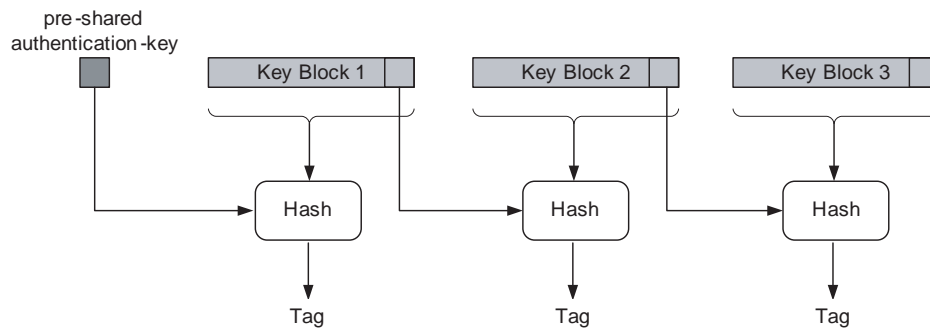 pre-shared
authentication-key
Key Block 1
Key Block 2
Key Block 3
Hash
Hash
Hash
Tag
Tag
Tag